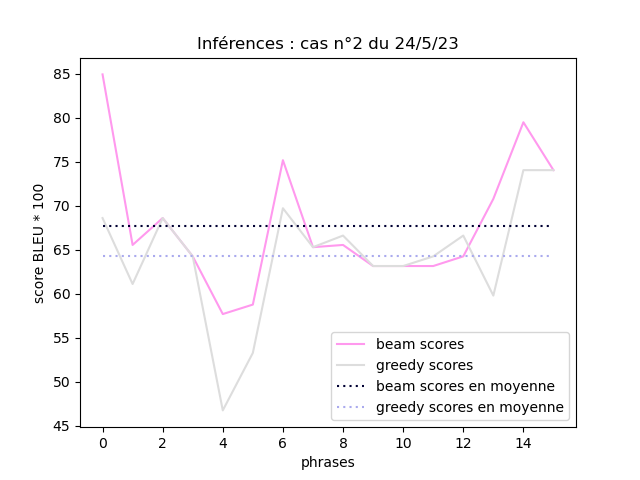 Inférences : cas n°2 du 24/5/23
score BLEU * 100
85
80
75
70
65
60
55
50
45
0 2 4 6 8 10 12 14
phrases
beam scores
greedy scores
beam scores en moyenne
greedy scores en moyenne